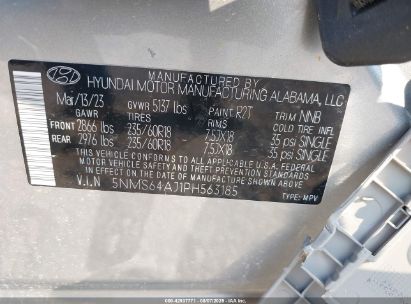 MANUFACTURED BY
HYUNDAI MOTOR MANUFACTURING ALABAMA, LLC
Mar/13/23 GVWR 5137 lbs PAINT R2T TRIM NNB
GAWR TIRES RIMS
FRONT 2866 lbs 235/60R18 7.5JX18 35 psi SINGLE
REAR 2976 lbs 235/60R18 7.5JX18 35 psi SINGLE
THIS VEHICLE CONFORMS TO ALL APPLICABLE U.S. FEDERAL
MOTOR VEHICLE SAFETY AND THEFT PREVENTION STANDARDS IN
EFFECT ON THE DATE OF MANUFACTURE SHOWN ABOVE.
V.I.N 5NMS64AJ1PH563185 TYPE: MPV